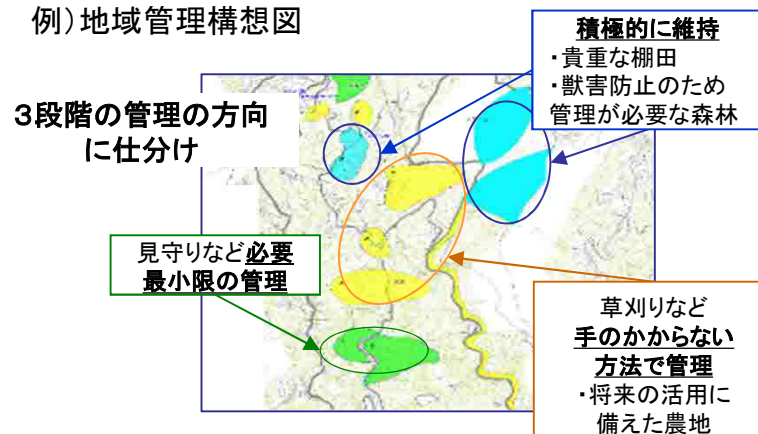 例）地域管理構想図
積極的に維持
・貴重な棚田
・獣害防止のため
管理が必要な森林
３段階の管理の方向
に仕分け
見守りなど必要
最小限の管理
草刈りなど
手のかからない
方法で管理
・将来の活用に
備えた農地